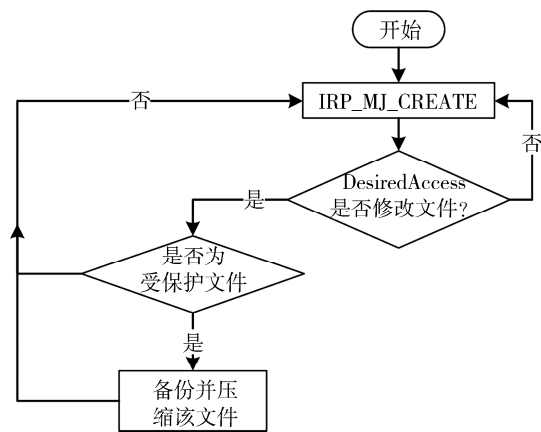 开始
否
IRP_MJ_CREATE
否
DesiredAccess
是否修改文件?
是
是否为
受保护文件
是
备份并压
缩该文件